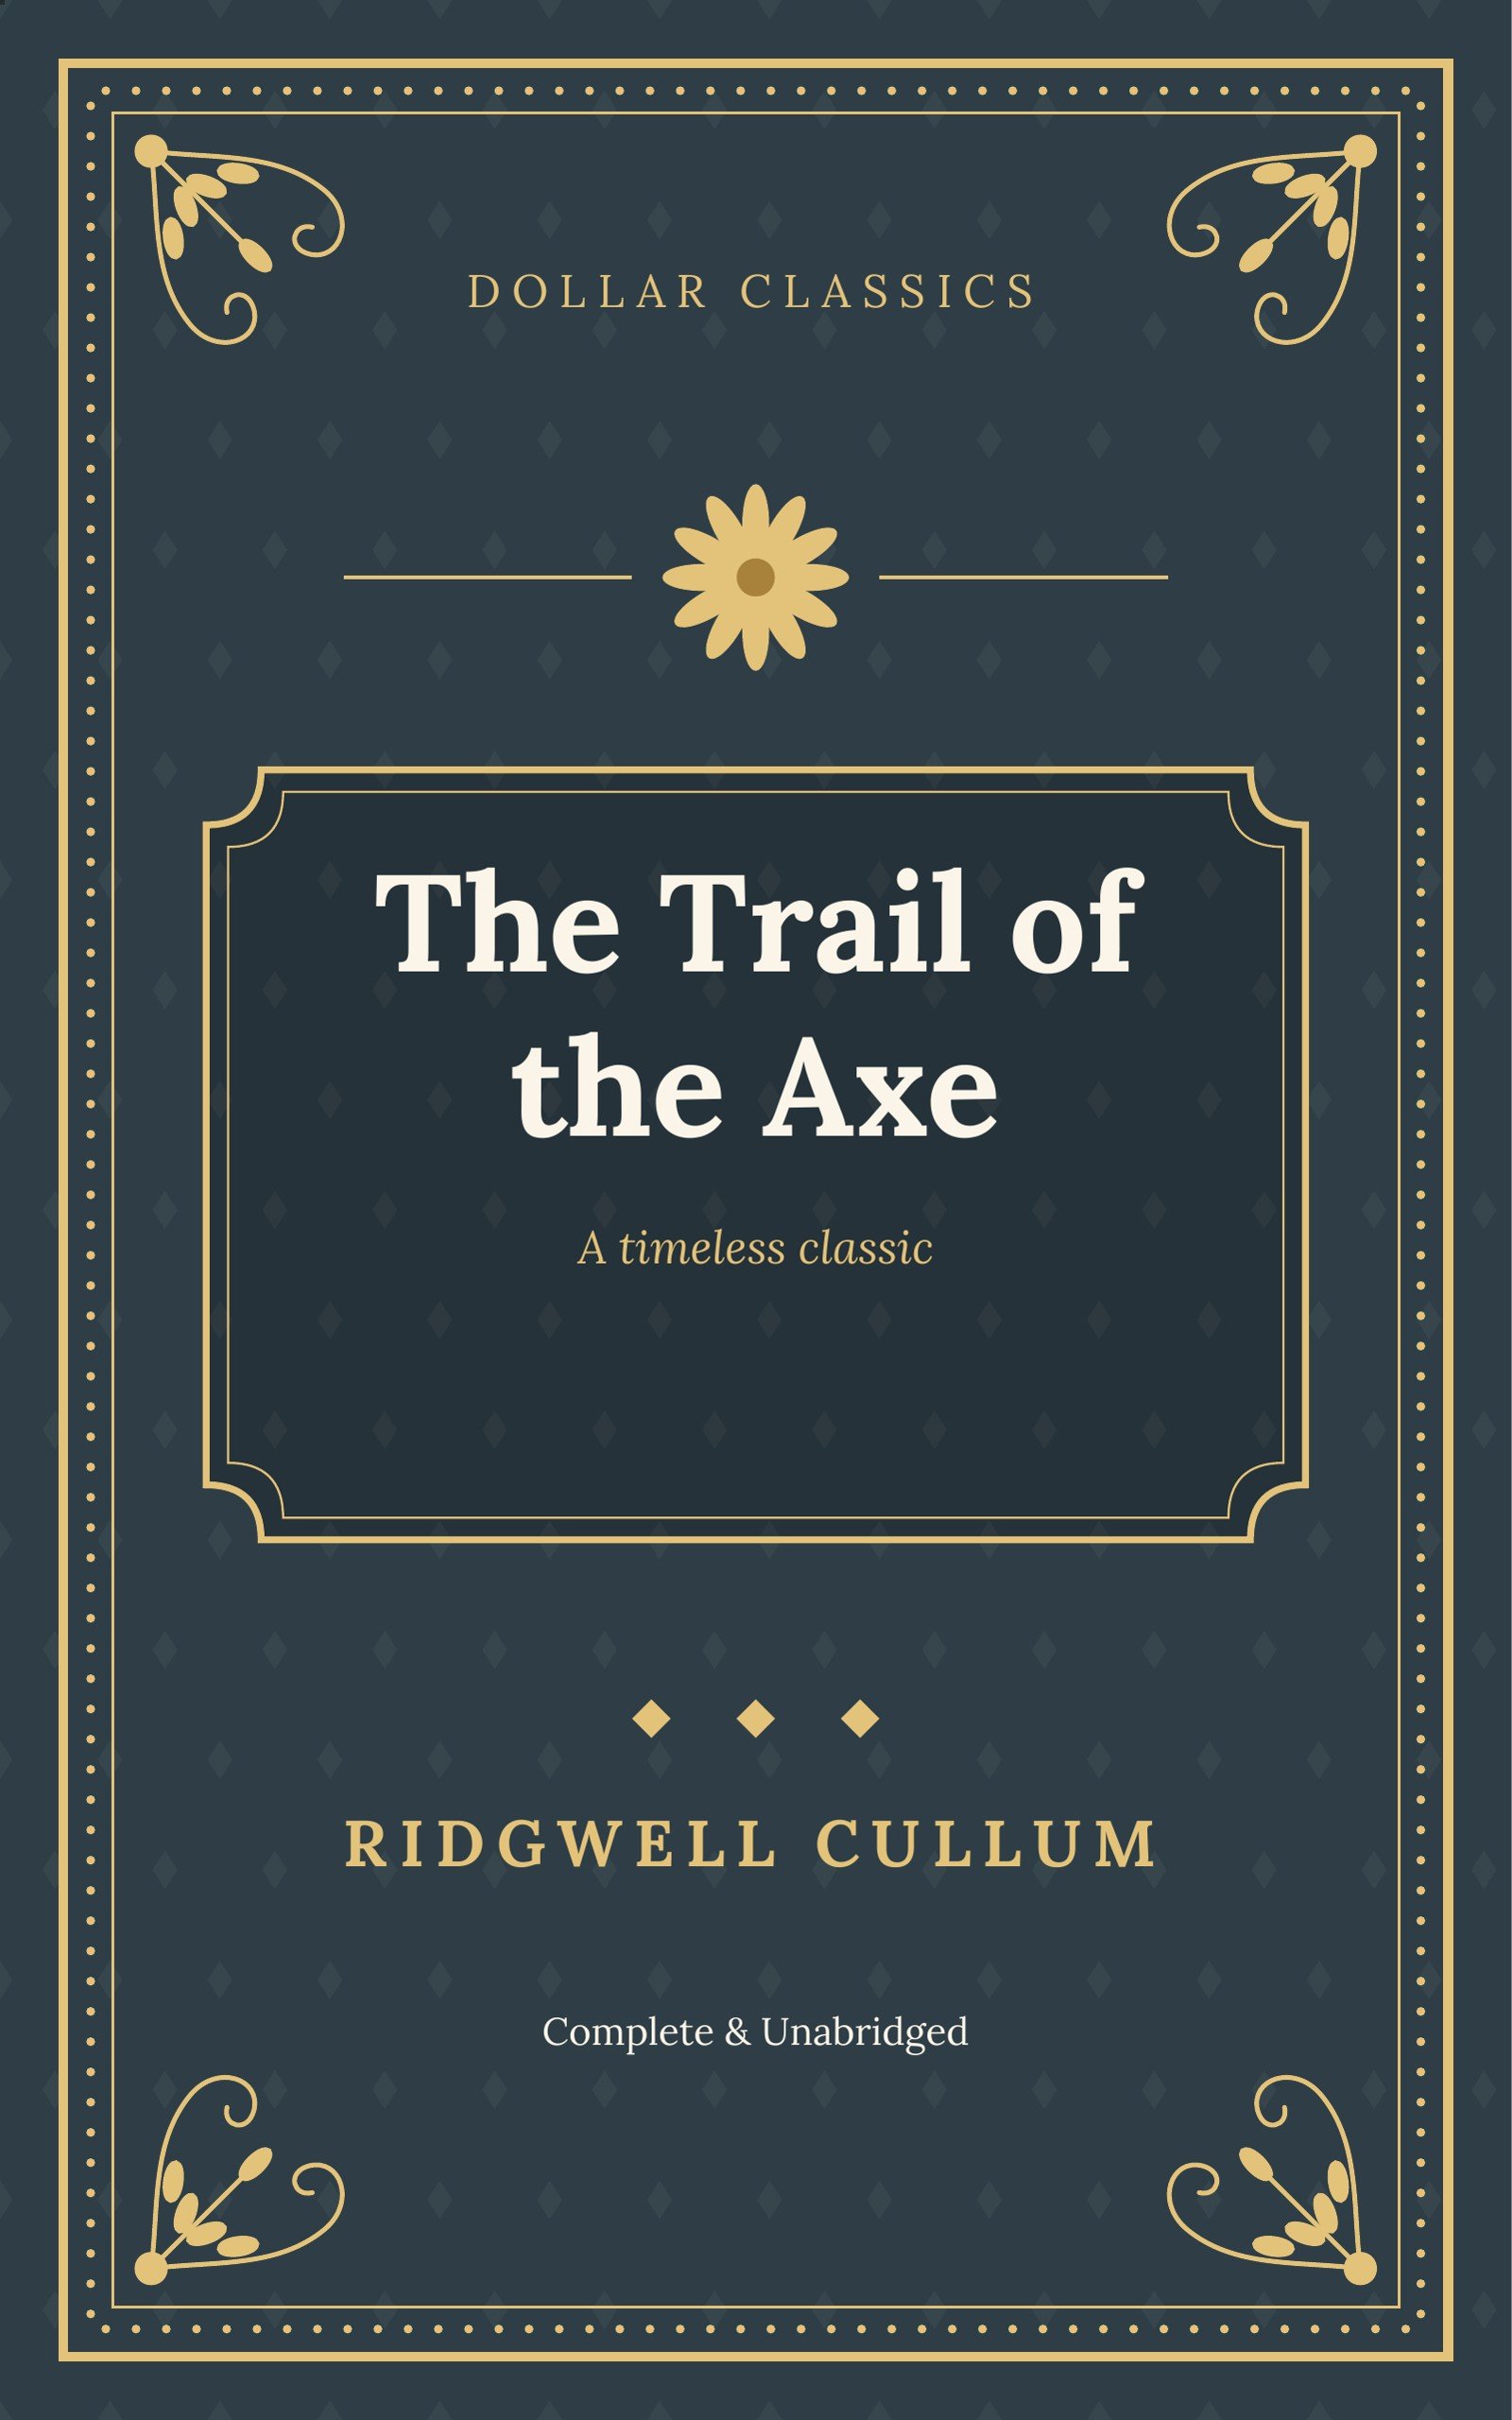 DOLLAR CLASSICS
The Trail of
the Axe
A timeless classic
RIDGWELL CULLUM
Complete & Unabridged